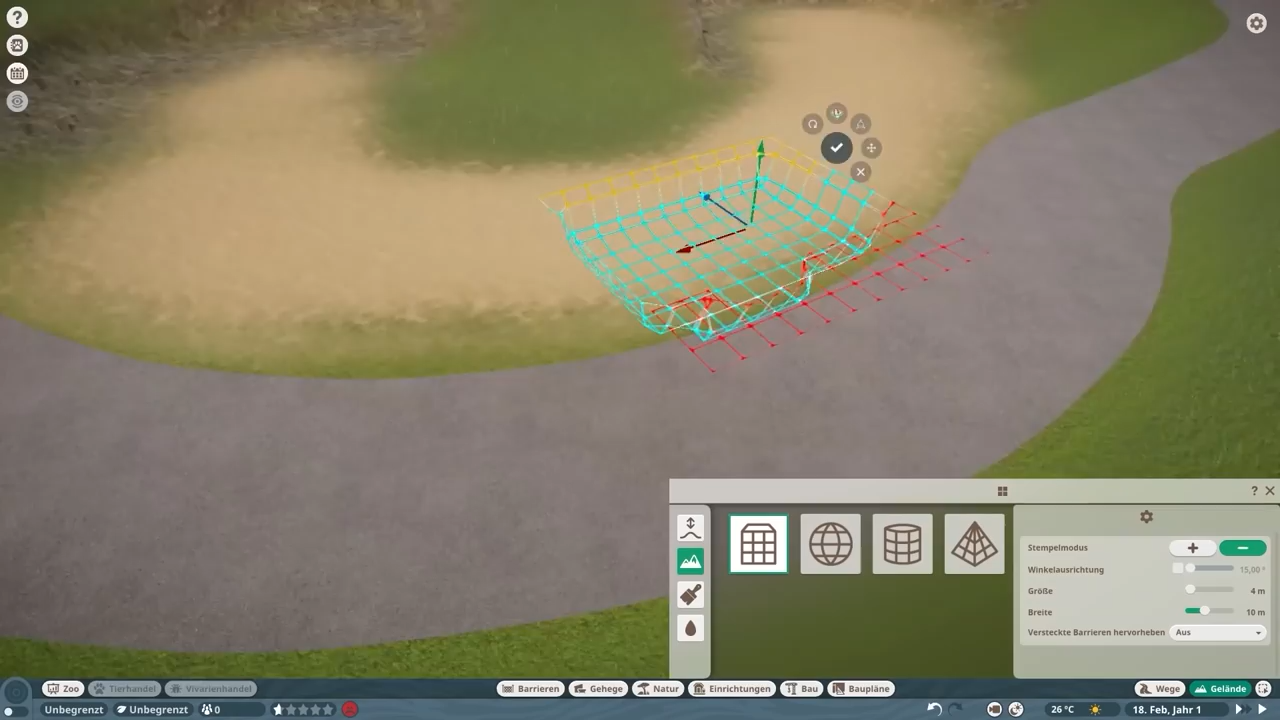 ?
? ×
Stempelmodus + −
Winkelausrichtung 15,00 °
Größe 4 m
Breite 10 m
Versteckte Barrieren hervorheben Aus
Zoo Tierhandel Vivarienhandel Barrieren Gehege Natur Einrichtungen Bau Baupläne Wege Gelände
Unbegrenzt Unbegrenzt 0 26 °C 18. Feb, Jahr 1